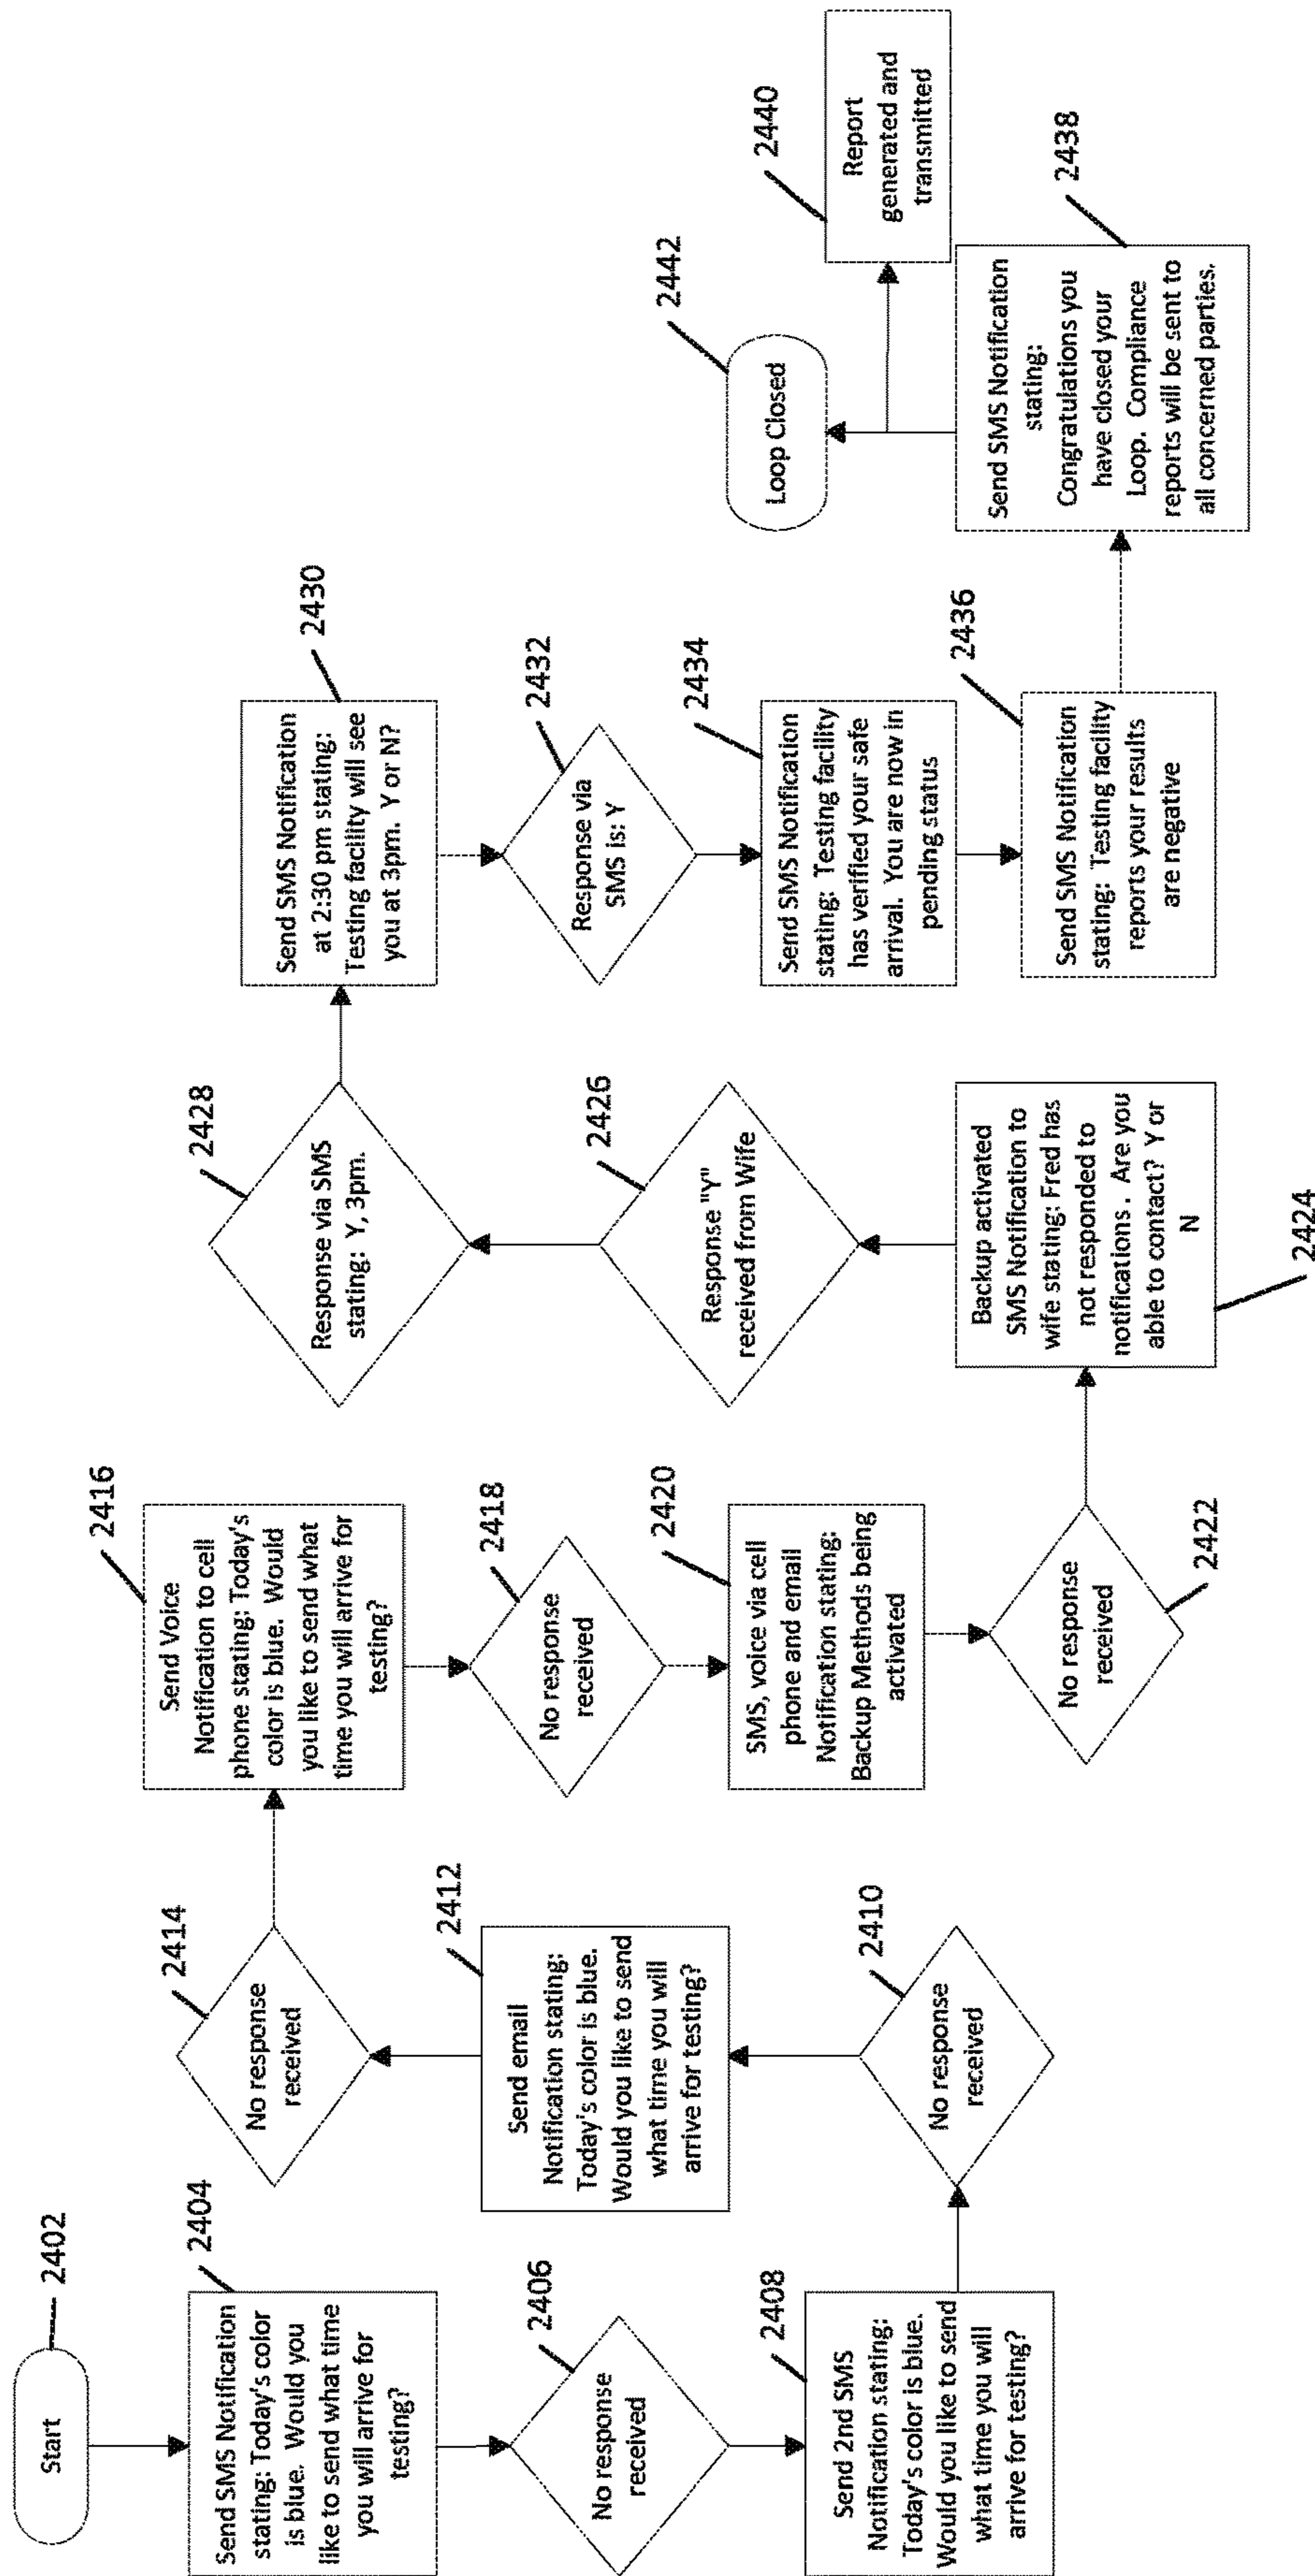 2402
Start
2404
Send SMS Notification
stating: Today's color
is blue. Would you
like to send what time
you will arrive for
testing?
2406
No response
received
2408
Send 2nd SMS
Notification stating:
Today's color is blue.
Would you like to send
what time you will
arrive for testing?
2410
No response
received
2412
Send email
Notification stating:
Today's color is blue.
Would you like to send
what time you will
arrive for testing?
2414
No response
received
2416
Send Voice
Notification to cell
phone stating: Today's
color is blue. Would
you like to send what
time you will arrive for
testing?
2418
No response
received
2420
SMS, voice via cell
phone and email
Notification stating:
Backup Methods being
activated
2422
No response
received
2424
Backup activated
SMS Notification to
wife stating: Fred has
not responded to
notifications . Are you
able to contact? Y or
N
2426
Response "Y"
received from Wife
2428
Response via SMS
stating: Y, 3pm.
2430
Send SMS Notification
at 2:30 pm stating:
Testing facility will see
you at 3pm. Y or N?
2432
Response via
SMS is: Y
2434
Send SMS Notification
stating: Testing facility
has verified your safe
arrival. You are now in
pending status
2436
Send SMS Notification
stating: Testing facility
reports your results
are negative
2438
Send SMS Notification
stating:
Congratulations you
have closed your
Loop. Compliance
reports will be sent to
all concerned parties.
2440
Report
generated and
transmitted
2442
Loop Closed